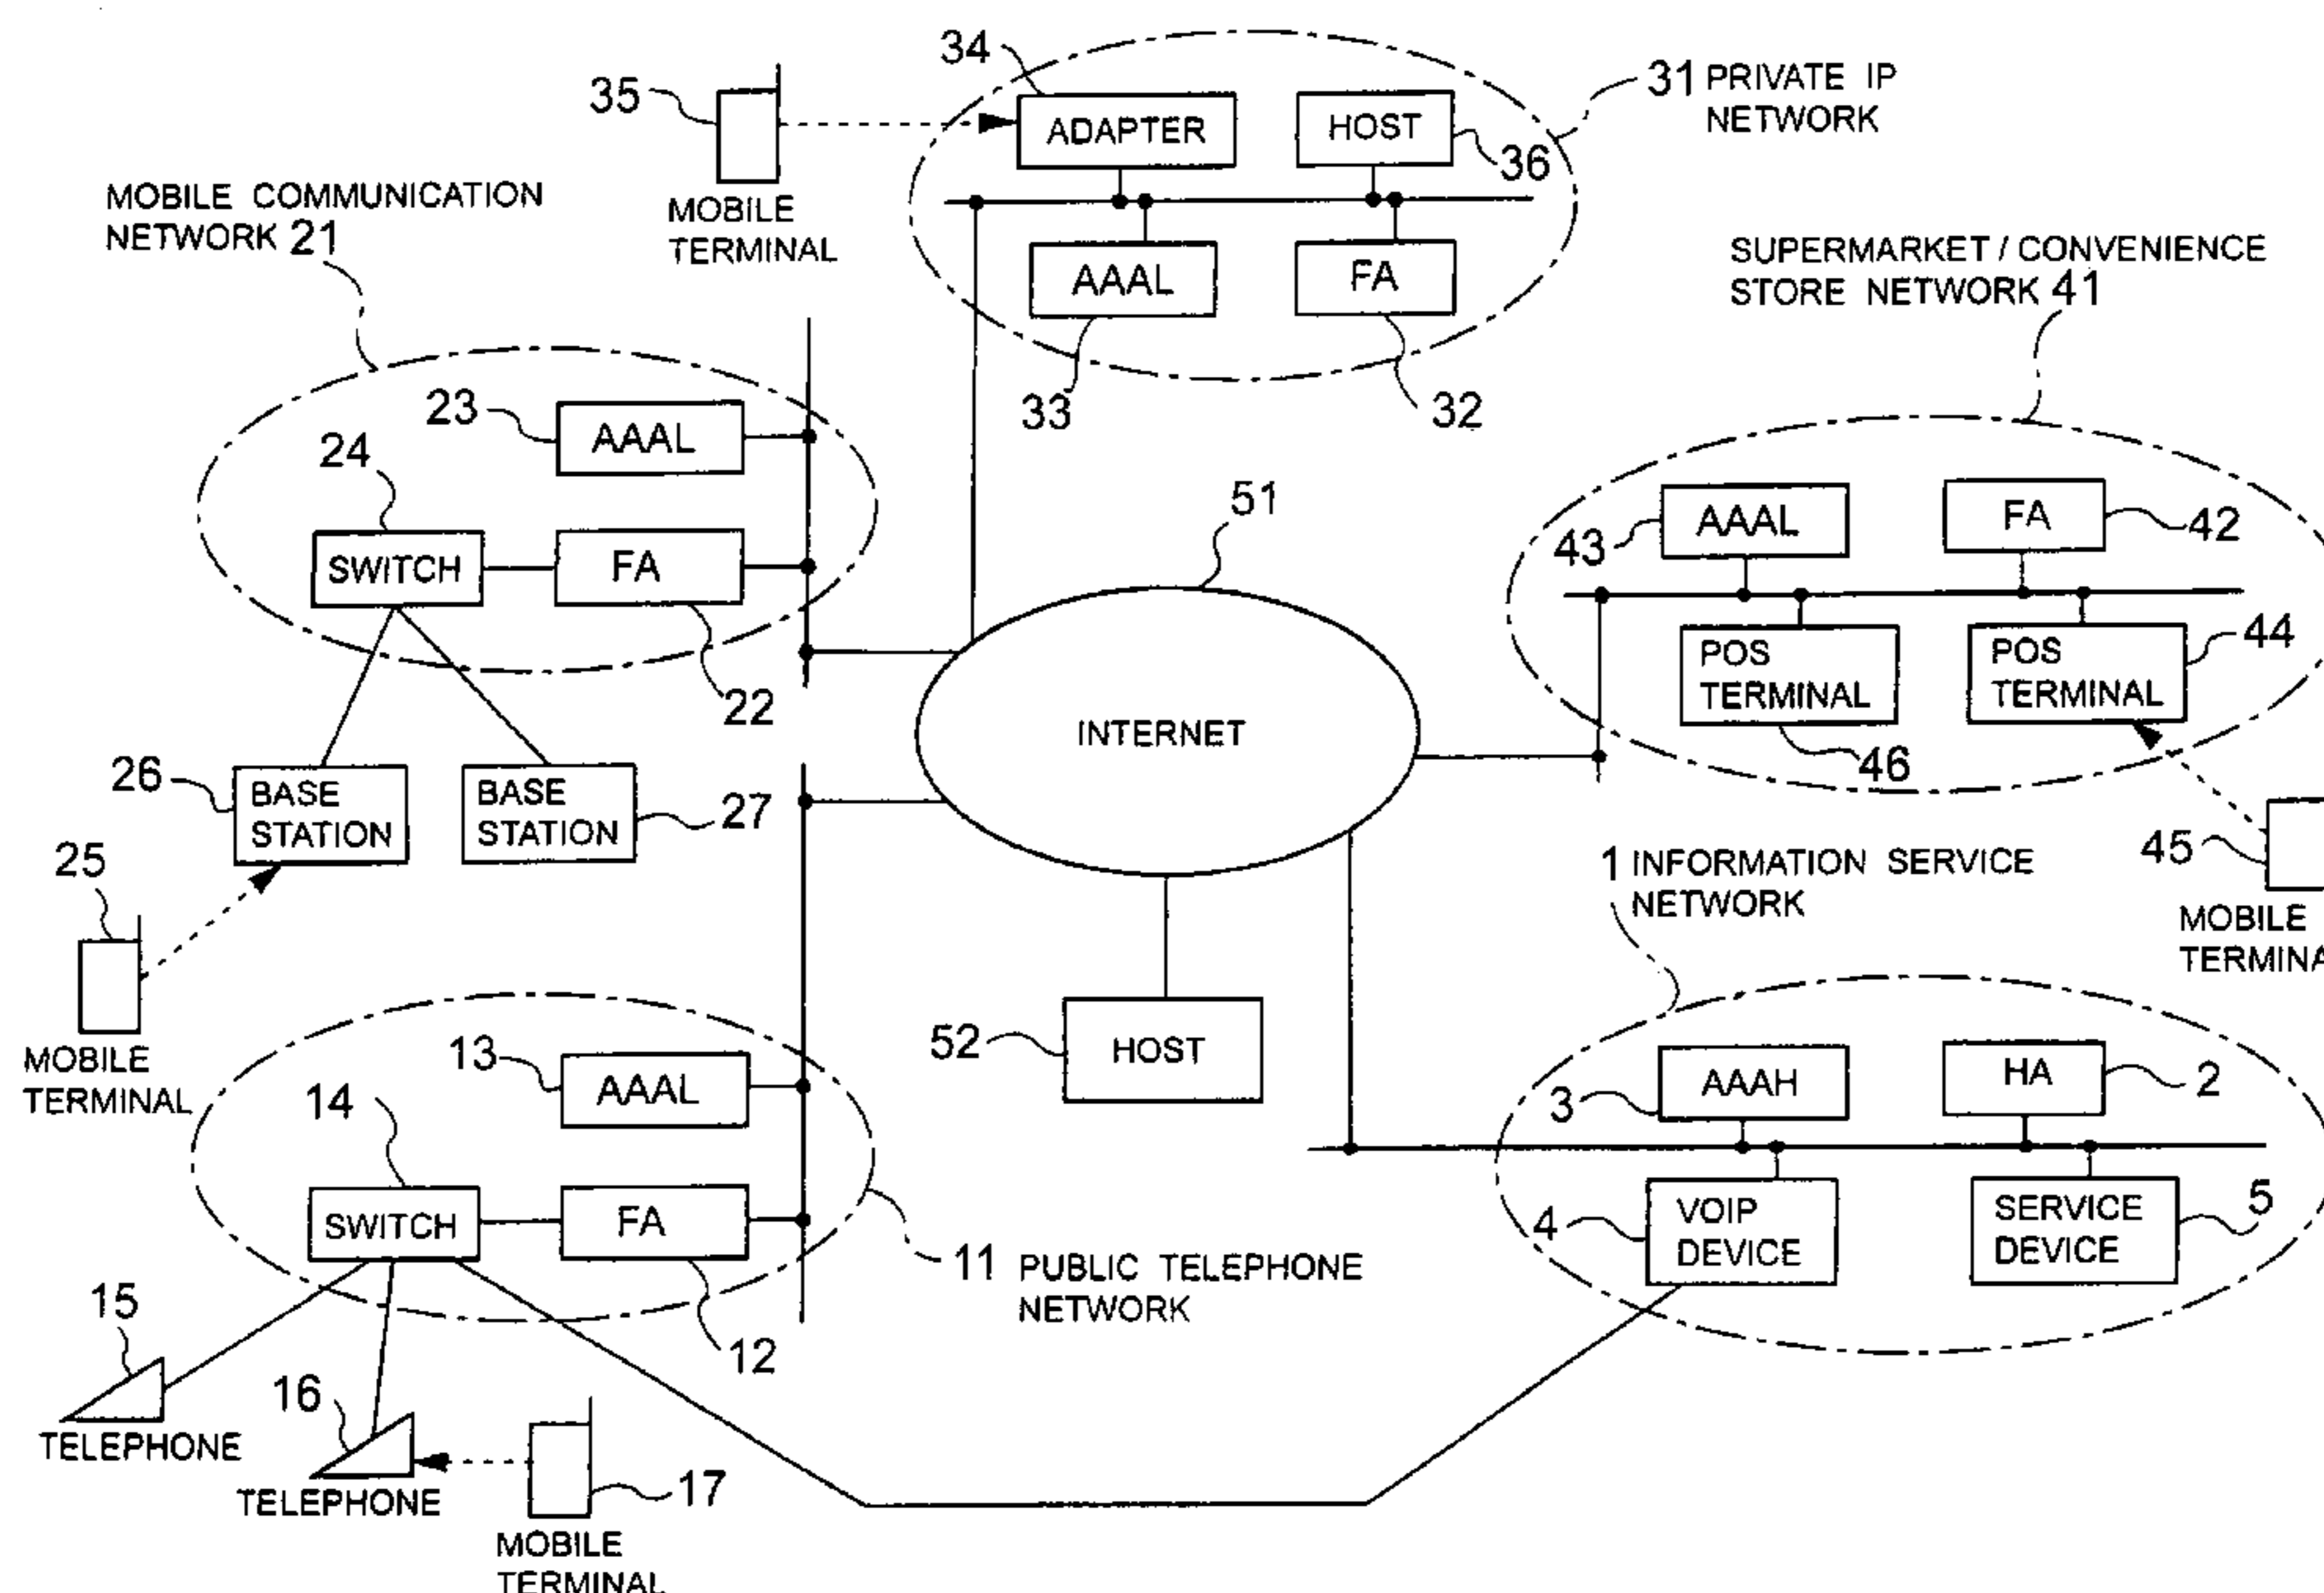 34
31 PRIVATE IP
NETWORK
35
ADAPTER
HOST
36
MOBILE
TERMINAL
AAAL
FA
33
32
MOBILE COMMUNICATION
NETWORK 21
SUPERMARKET / CONVENIENCE
STORE NETWORK 41
23
AAAL
24
SWITCH
FA
22
26
BASE
STATION
BASE
STATION
27
25
MOBILE
TERMINAL
51
INTERNET
43
AAAL
FA
42
POS
TERMINAL
POS
TERMINAL
44
46
45
MOBILE
TERMINA
1 INFORMATION SERVICE
NETWORK
52
HOST
13
AAAL
14
SWITCH
FA
12
11 PUBLIC TELEPHONE
NETWORK
3
AAAH
HA
2
4
VOIP
DEVICE
SERVICE
DEVICE
5
15
TELEPHONE
16
TELEPHONE
17
MOBILE
TERMINAL